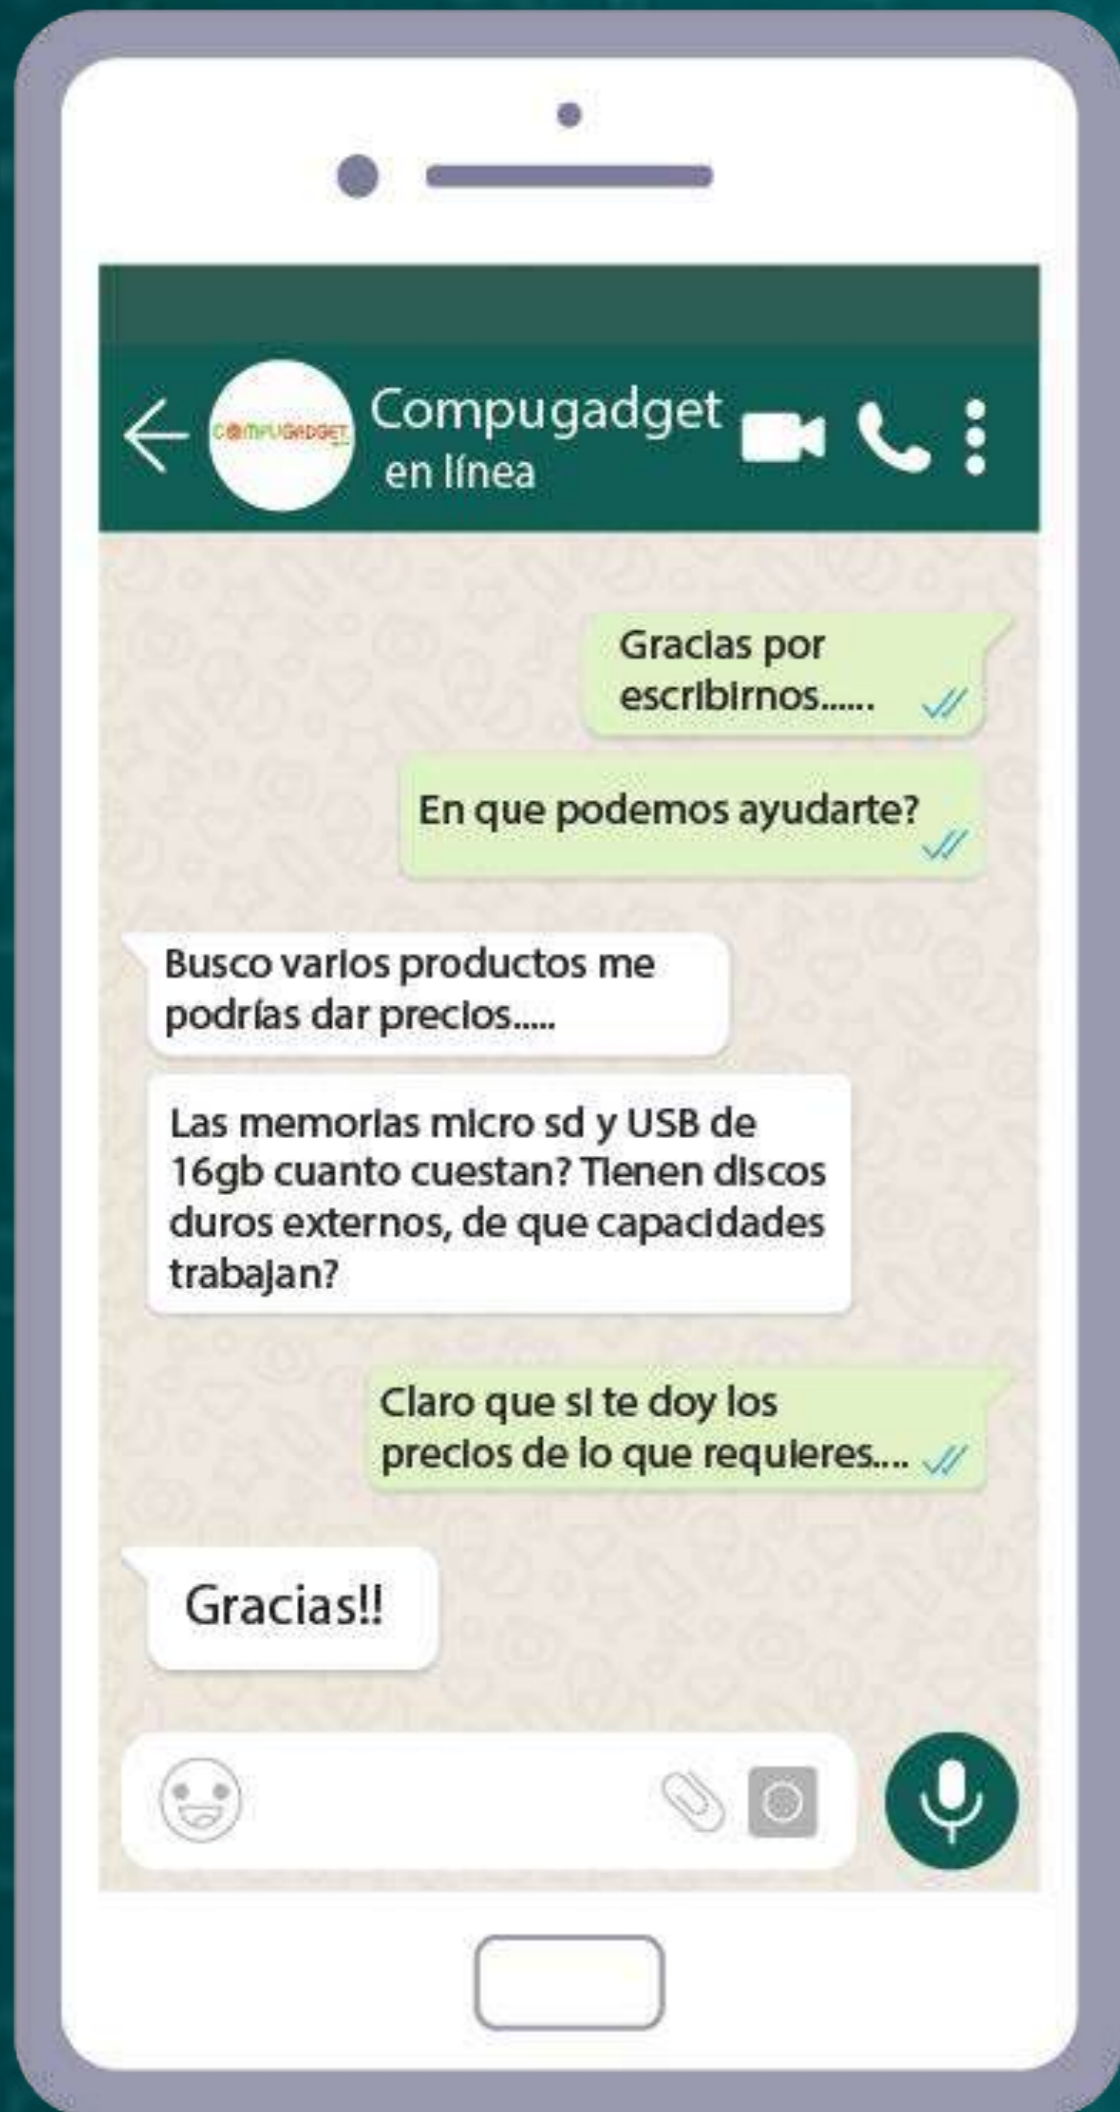 COMPUGADGET
Compugadget
en línea
Gracias por
escribirnos......
En que podemos ayudarte?
Busco varios productos me
podrías dar precios.....
Las memorias micro sd y USB de
16gb cuanto cuestan? Tienen discos
duros externos, de que capacidades
trabajan?
Claro que si te doy los
precios de lo que requieres....
Gracias!!